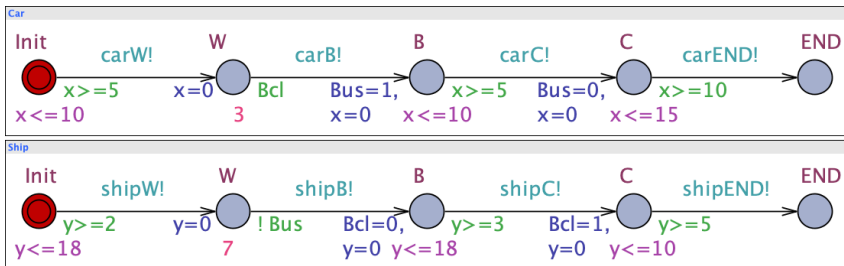 Car
Init W B C END
carW! carB! carC! carEND!
x>=5 x=0 Bcl Bus=1, x>=5 Bus=0, x>=10
x<=10 3 x=0 x<=10 x=0 x<=15
Ship
Init W B C END
shipW! shipB! shipC! shipEND!
y>=2 y=0 ! Bus Bcl=0, y>=3 Bcl=1, y>=5
y<=18 7 y=0 y<=18 y=0 y<=10